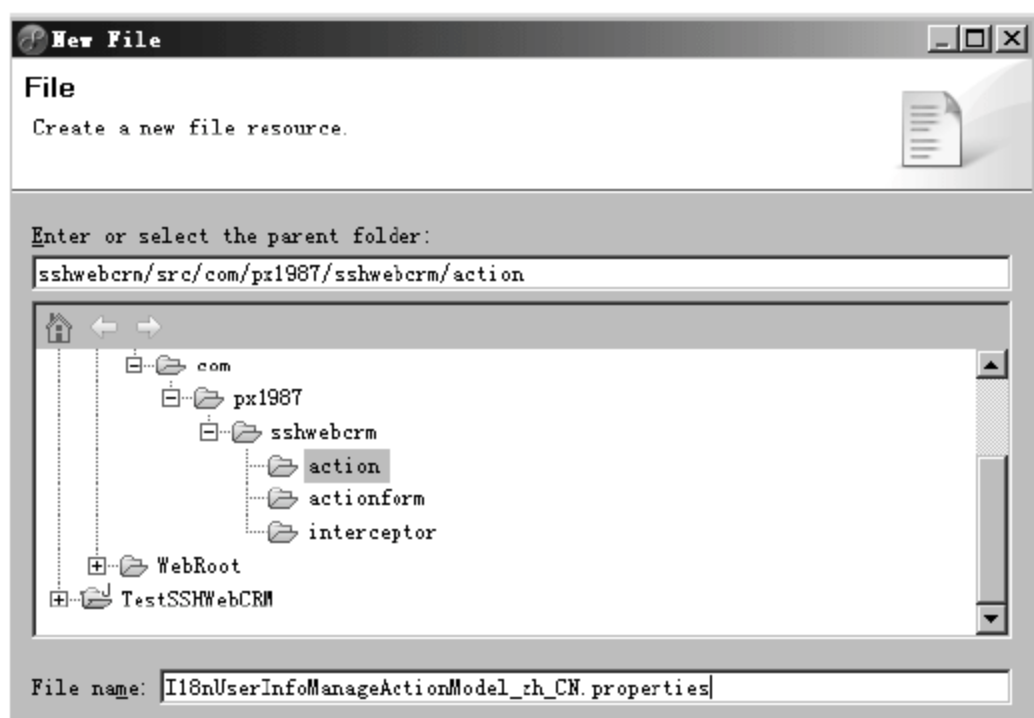 New File
File
Create a new file resource.
Enter or select the parent folder:
sshwebcrm/src/com/px1987/sshwebcrm/action
com
px1987
sshwebcrm
action
actionform
interceptor
WebRoot
TestSSHWebCRM
File name: I18nUserInfoManageActionModel_zh_CN.properties